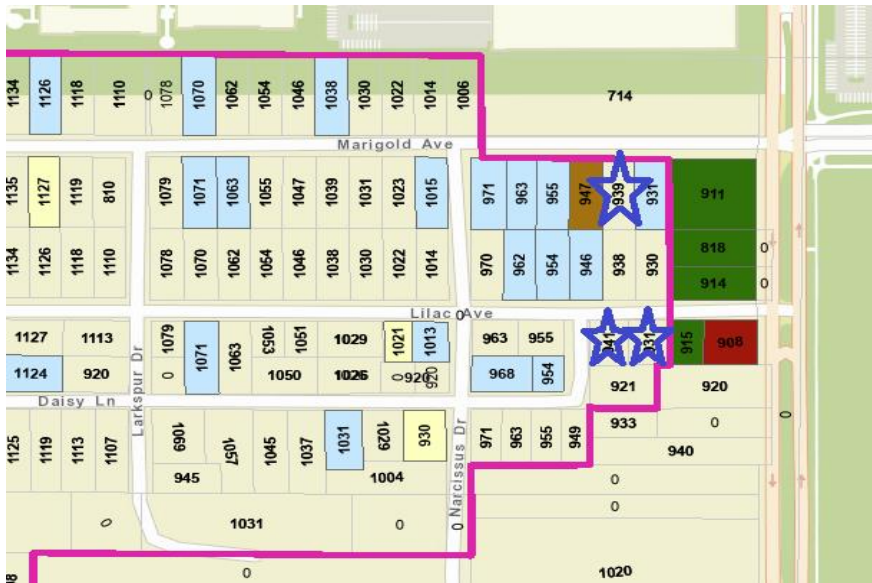 1134 1126 1118 1110 0 1078 1070 1062 1054 1046 1038 1030 1022 1014 1006 714
Marigold Ave
1135 1127 1119 810 1079 1071 1063 1055 1047 1039 1031 1023 1015 971 963 955 947 939 931 911
1134 1126 1118 1110 1078 1070 1062 1054 1046 1038 1030 1022 1014 970 962 954 946 938 930 818 0
914 0
Lilac Ave
0
1127 1113 1079 1071 1063 1053 1051 1029 1021 1013 963 955 941 931 915 908
1124 920 0 1050 1026 0 920 920 968 954 921 920
Daisy Ln
Larkspur Dr
0
1125 1119 1113 1107 1069 1057 1045 1037 1031 1029 930 971 963 955 949 933 0
940
945 1004
Narcissus Dr
0
0
0 1031 0 0
0 1020